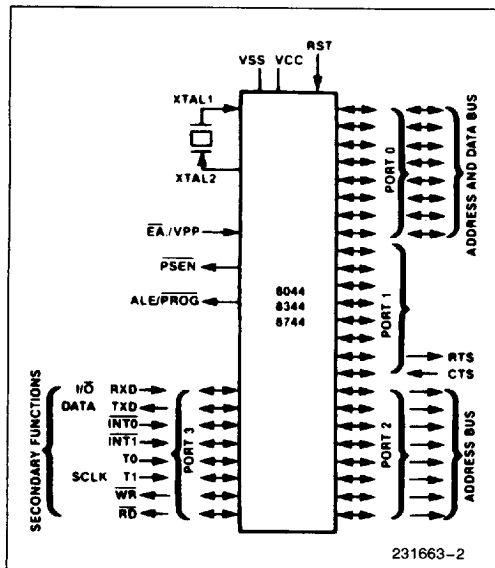 RST
VSS VCC
XTAL1
XTAL2
EA./VPP
PSEN
ALE/PROG
8044
8344
8744
PORT 0
ADDRESS AND DATA BUS
PORT 1
RTS
CTS
PORT 2
ADDRESS BUS
SECONDARY FUNCTIONS
I/O RXD
DATA TXD
INT0
INT1
T0
SCLK T1
WR
RD
PORT 3
231663-2